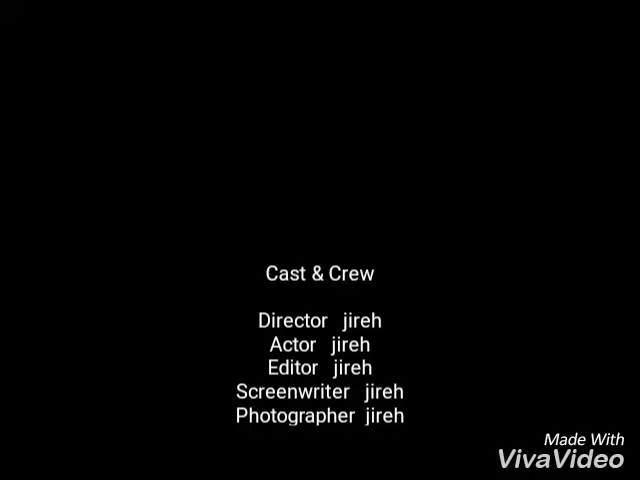 Cast & Crew
Director jireh
Actor jireh
Editor jireh
Screenwriter jireh
Photographer jireh
Made With
VivaVideo